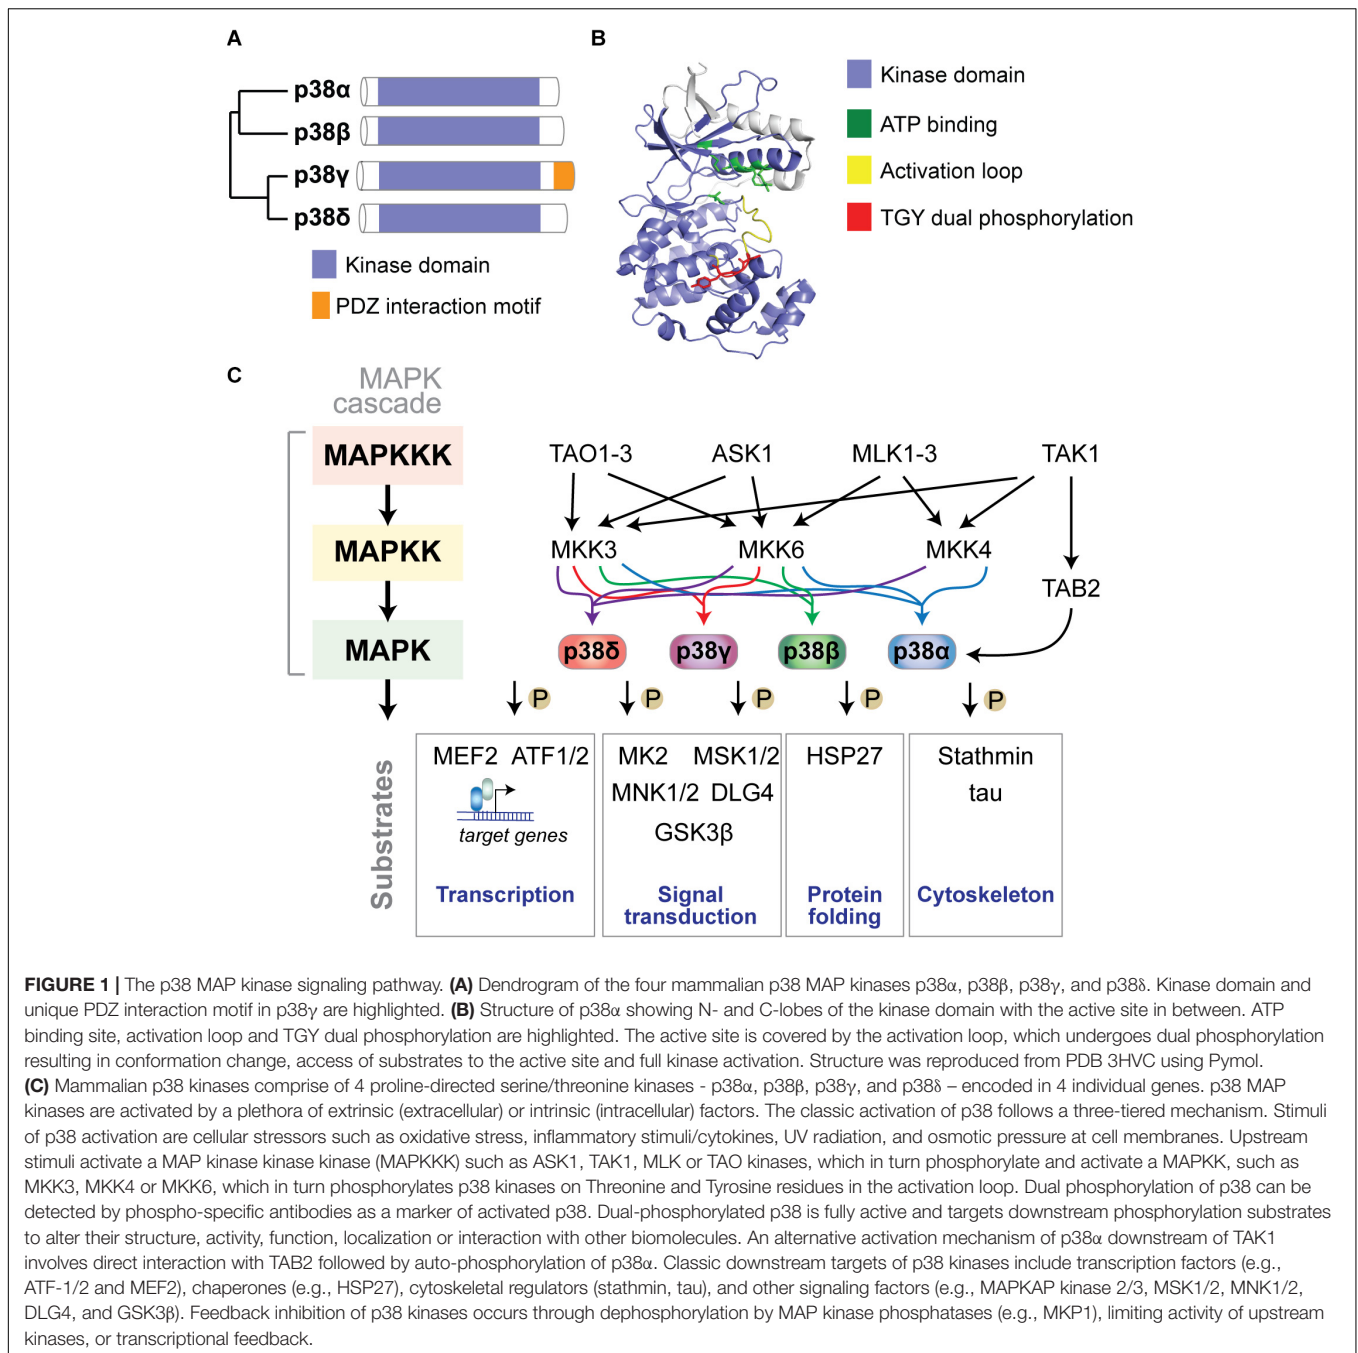 A
p38α
p38β
p38γ
p38δ
Kinase domain
PDZ interaction motif
B
Kinase domain
ATP binding
Activation loop
TGY dual phosphorylation
C
MAPK
cascade
MAPKKK
MAPKK
MAPK
Substrates
TAO1-3 ASK1 MLK1-3 TAK1
MKK3 MKK6 MKK4
TAB2
p38δ p38γ p38β p38α
P P P P P
MEF2 ATF1/2
target genes
Transcription
MK2 MSK1/2
MNK1/2 DLG4
GSK3β
Signal
transduction
HSP27
Protein
folding
Stathmin
tau
Cytoskeleton
FIGURE 1 | The p38 MAP kinase signaling pathway. (A) Dendrogram of the four mammalian p38 MAP kinases p38α, p38β, p38γ, and p38δ. Kinase domain and
unique PDZ interaction motif in p38γ are highlighted. (B) Structure of p38α showing N- and C-lobes of the kinase domain with the active site in between. ATP
binding site, activation loop and TGY dual phosphorylation are highlighted. The active site is covered by the activation loop, which undergoes dual phosphorylation
resulting in conformation change, access of substrates to the active site and full kinase activation. Structure was reproduced from PDB 3HVC using Pymol.
(C) Mammalian p38 kinases comprise of 4 proline-directed serine/threonine kinases - p38α, p38β, p38γ, and p38δ – encoded in 4 individual genes. p38 MAP
kinases are activated by a plethora of extrinsic (extracellular) or intrinsic (intracellular) factors. The classic activation of p38 follows a three-tiered mechanism. Stimuli
of p38 activation are cellular stressors such as oxidative stress, inflammatory stimuli/cytokines, UV radiation, and osmotic pressure at cell membranes. Upstream
stimuli activate a MAP kinase kinase kinase (MAPKKK) such as ASK1, TAK1, MLK or TAO kinases, which in turn phosphorylate and activate a MAPKK, such as
MKK3, MKK4 or MKK6, which in turn phosphorylates p38 kinases on Threonine and Tyrosine residues in the activation loop. Dual phosphorylation of p38 can be
detected by phospho-specific antibodies as a marker of activated p38. Dual-phosphorylated p38 is fully active and targets downstream phosphorylation substrates
to alter their structure, activity, function, localization or interaction with other biomolecules. An alternative activation mechanism of p38α downstream of TAK1
involves direct interaction with TAB2 followed by auto-phosporylation of p38α. Classic downstream targets of p38 kinases include transcription factors (e.g.,
ATF-1/2 and MEF2), chaperones (e.g., HSP27), cytoskeletal regulators (stathmin, tau), and other signaling factors (e.g., MAPKAP kinase 2/3, MSK1/2, MNK1/2,
DLG4, and GSK3β). Feedback inhibition of p38 kinases occurs through dephosphorylation by MAP kinase phosphatases (e.g., MKP1), limiting activity of upstream
kinases, or transcriptional feedback.